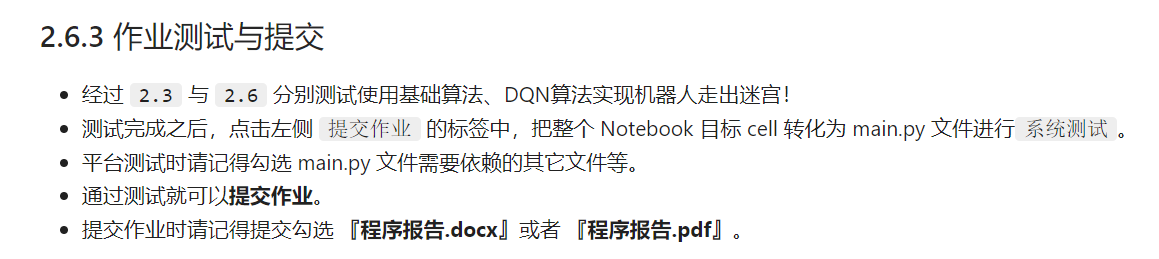 2.6.3 作业测试与提交
• 经过 2.3 与 2.6 分别测试使用基础算法、DQN算法实现机器人走出迷宫！
• 测试完成之后，点击左侧 提交作业 的标签中，把整个 Notebook 目标 cell 转化为 main.py 文件进行 系统测试 。
• 平台测试时请记得勾选 main.py 文件需要依赖的其它文件等。
• 通过测试就可以提交作业。
• 提交作业时请记得提交勾选 『程序报告.docx』或者 『程序报告.pdf』。